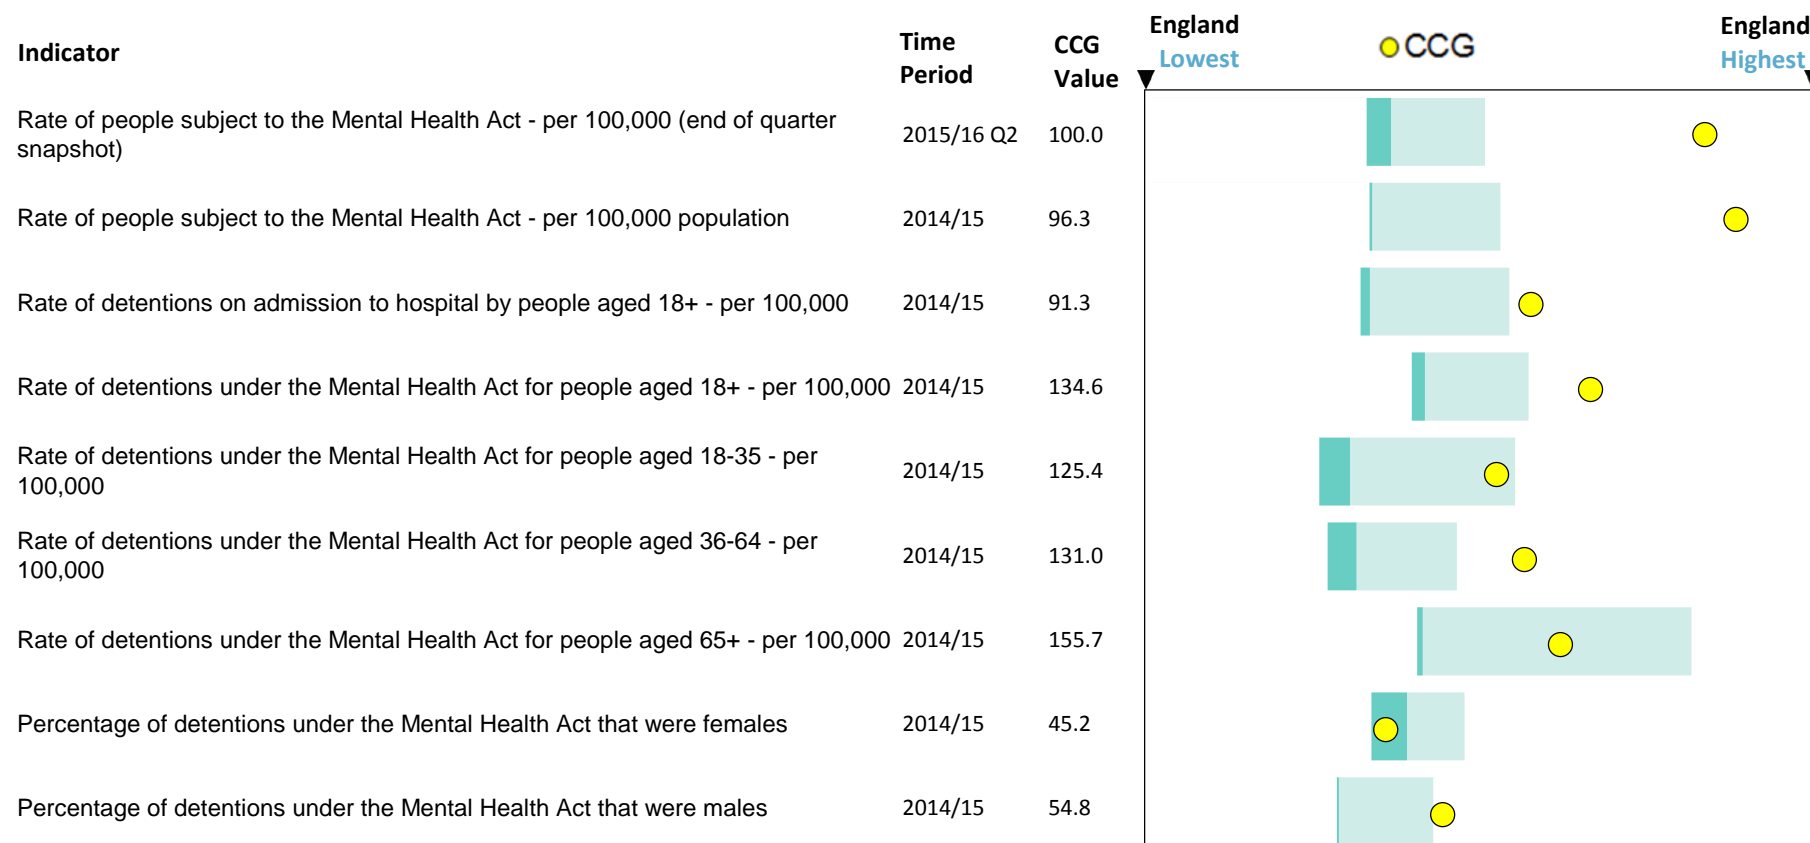 Indicator
Time
Period
CCG
Value
England
Lowest
CCG
England
Highest
Rate of people subject to the Mental Health Act - per 100,000 (end of quarter
snapshot)
2015/16 Q2
100.0
Rate of people subject to the Mental Health Act - per 100,000 population
2014/15
96.3
Rate of detentions on admission to hospital by people aged 18+ - per 100,000
2014/15
91.3
Rate of detentions under the Mental Health Act for people aged 18+ - per 100,000
2014/15
134.6
Rate of detentions under the Mental Health Act for people aged 18-35 - per
100,000
2014/15
125.4
Rate of detentions under the Mental Health Act for people aged 36-64 - per
100,000
2014/15
131.0
Rate of detentions under the Mental Health Act for people aged 65+ - per 100,000
2014/15
155.7
Percentage of detentions under the Mental Health Act that were females
2014/15
45.2
Percentage of detentions under the Mental Health Act that were males
2014/15
54.8